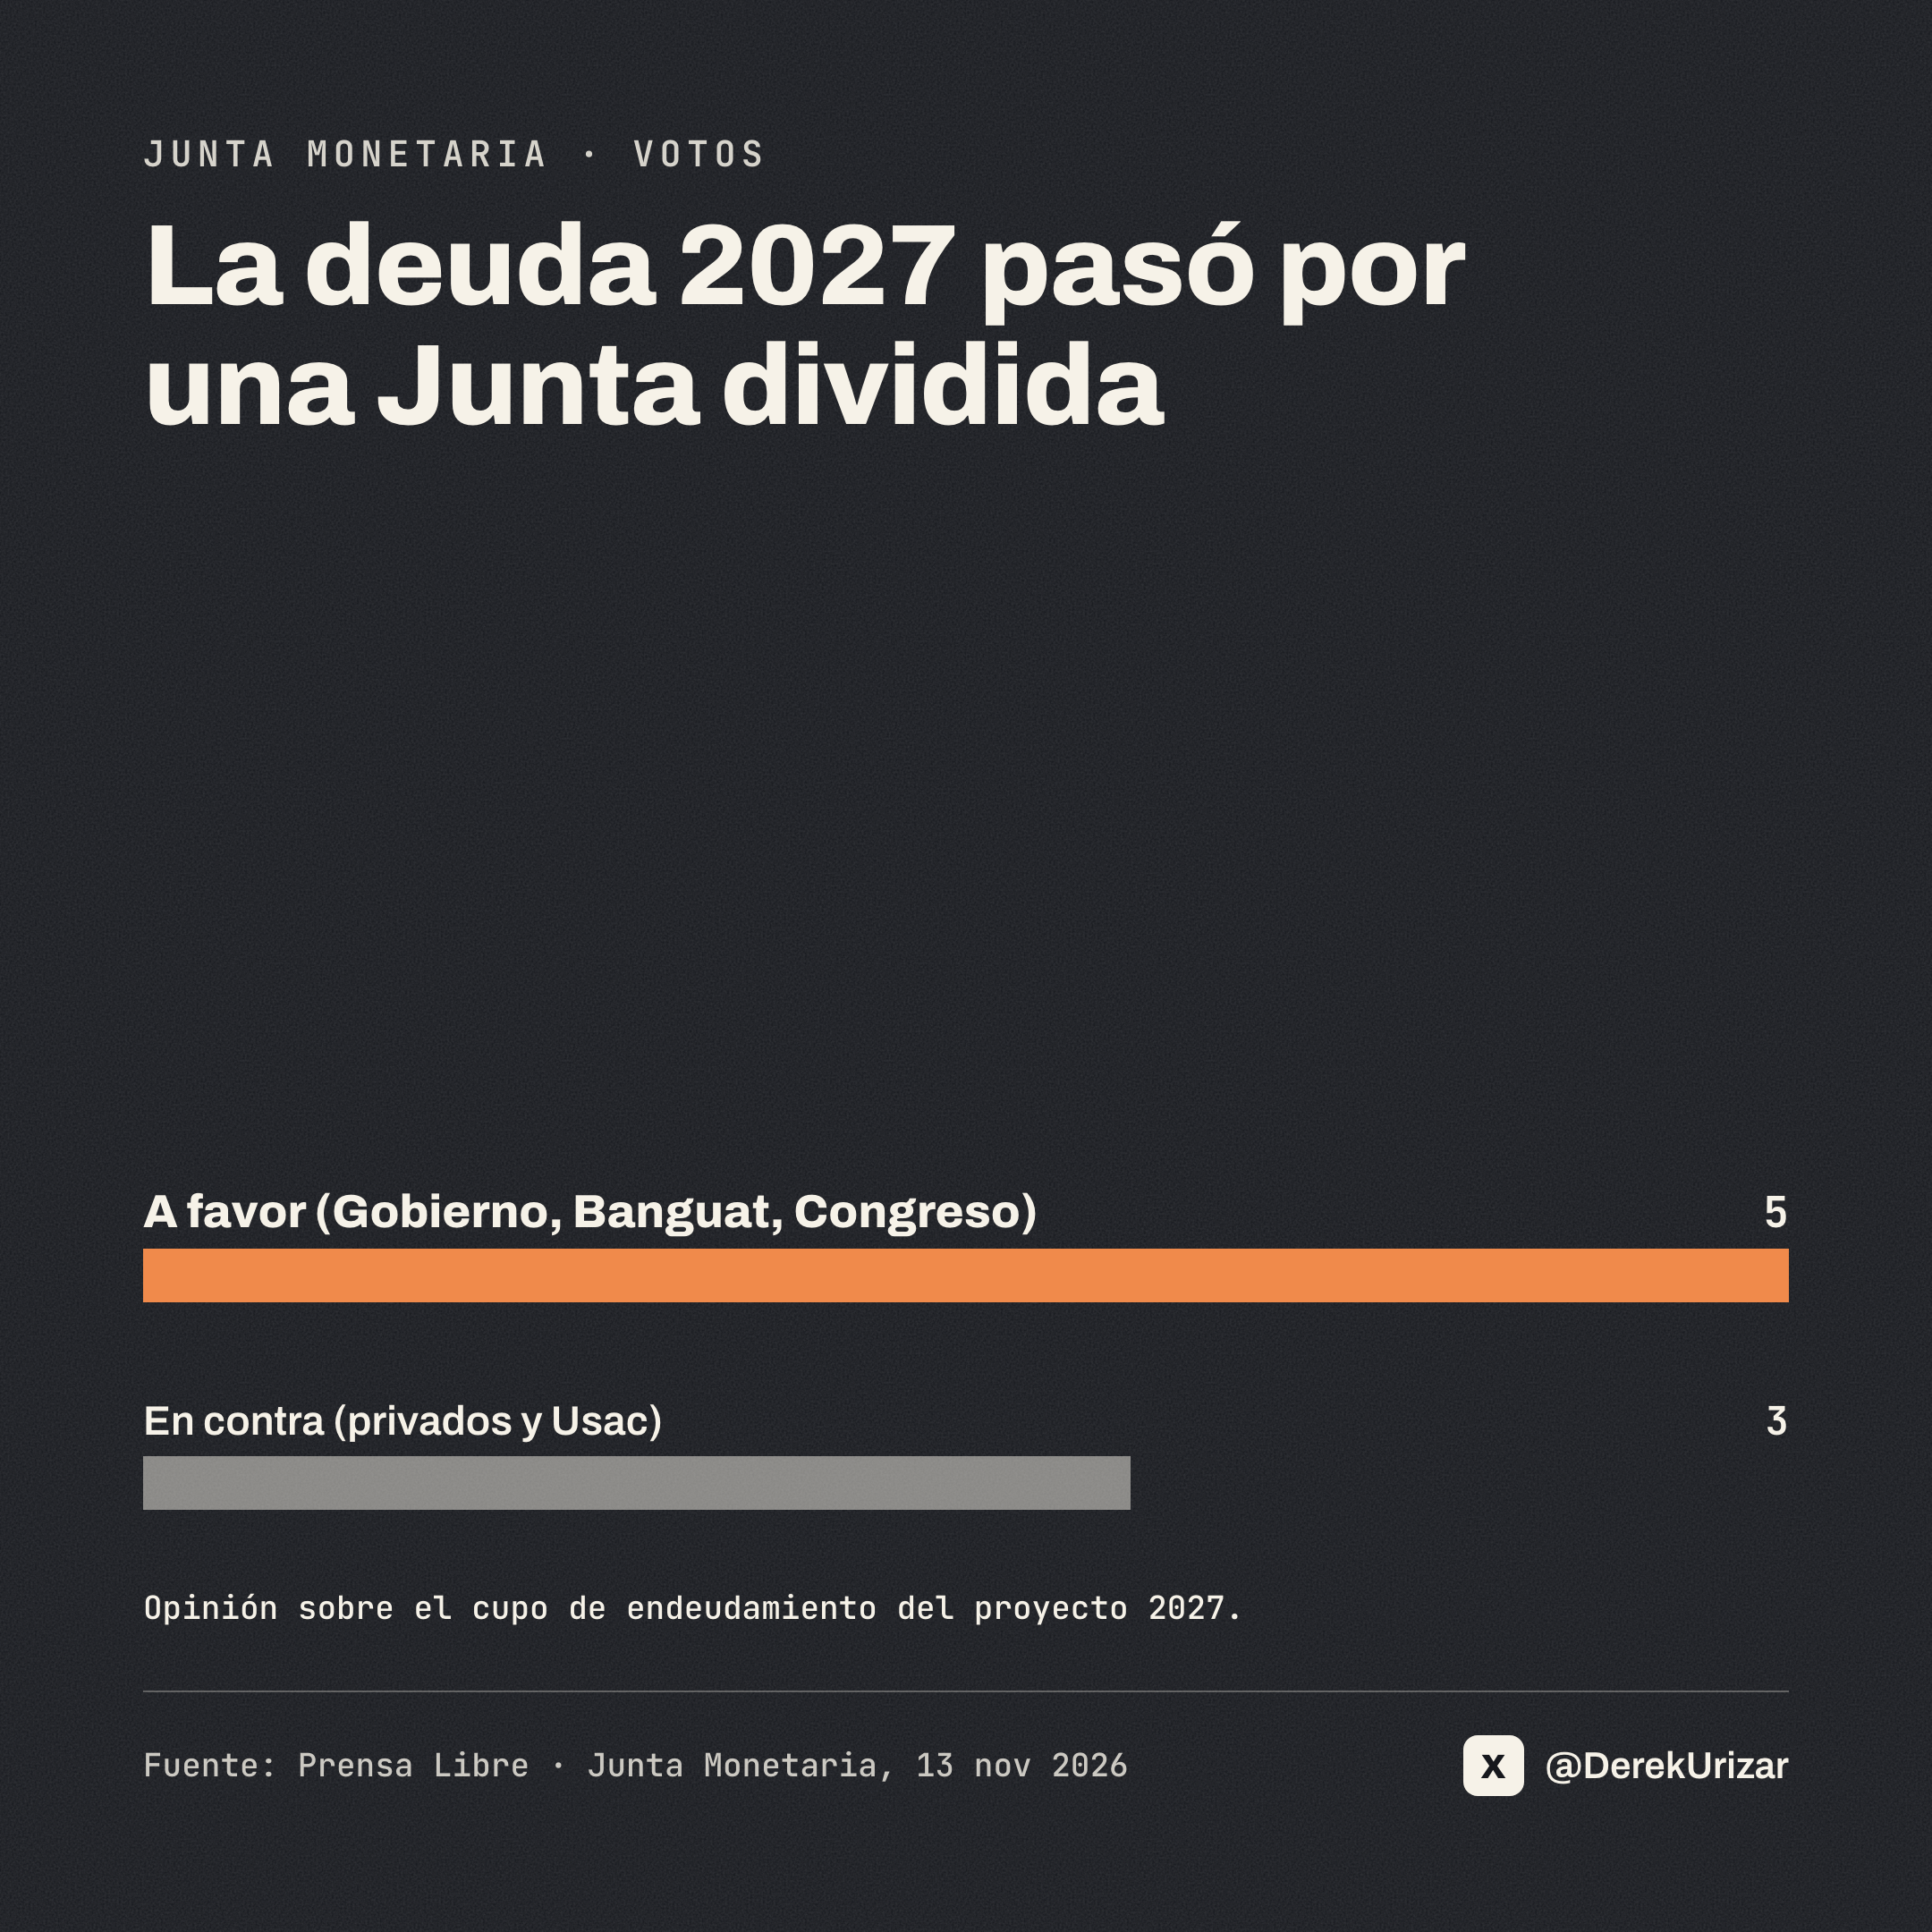 JUNTA MONETARIA · VOTOS
La deuda 2027 pasó por
una Junta dividida
A favor (Gobierno, Banguat, Congreso) 5
En contra (privados y Usac) 3
Opinión sobre el cupo de endeudamiento del proyecto 2027.
Fuente: Prensa Libre · Junta Monetaria, 13 nov 2026
X @DerekUrizar